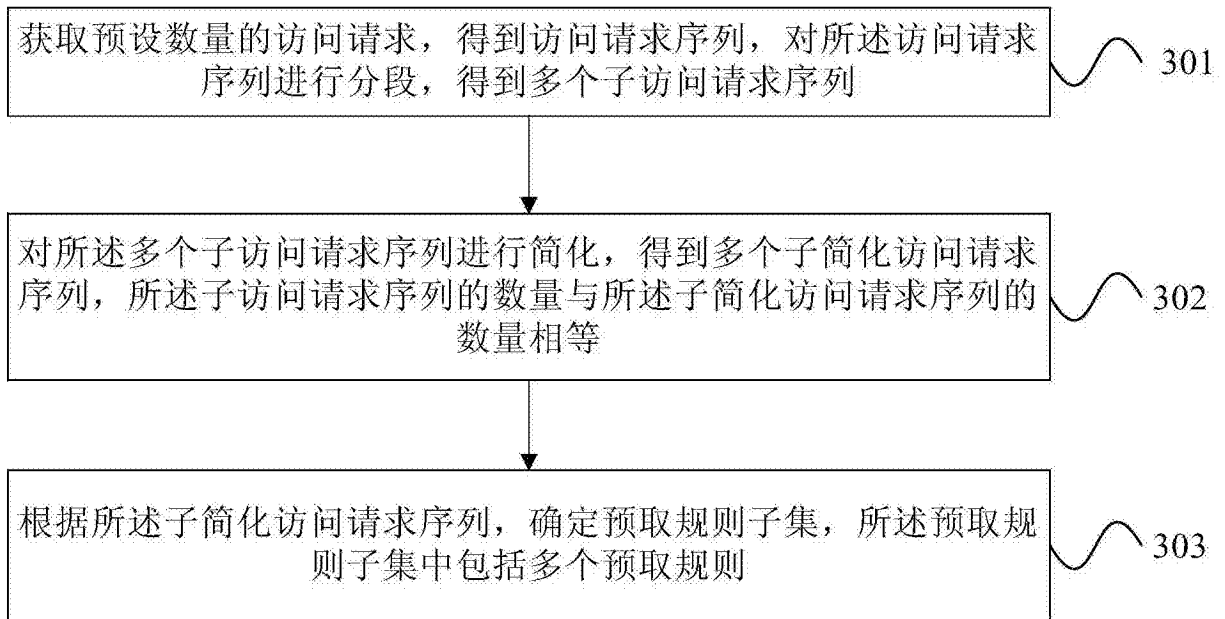 获取预设数量的访问请求，得到访问请求序列，对所述访问请求
序列进行分段，得到多个子访问请求序列
301
对所述多个子访问请求序列进行简化，得到多个子简化访问请求
序列，所述子访问请求序列的数量与所述子简化访问请求序列的
数量相等
302
根据所述子简化访问请求序列，确定预取规则子集，所述预取规
则子集中包括多个预取规则
303